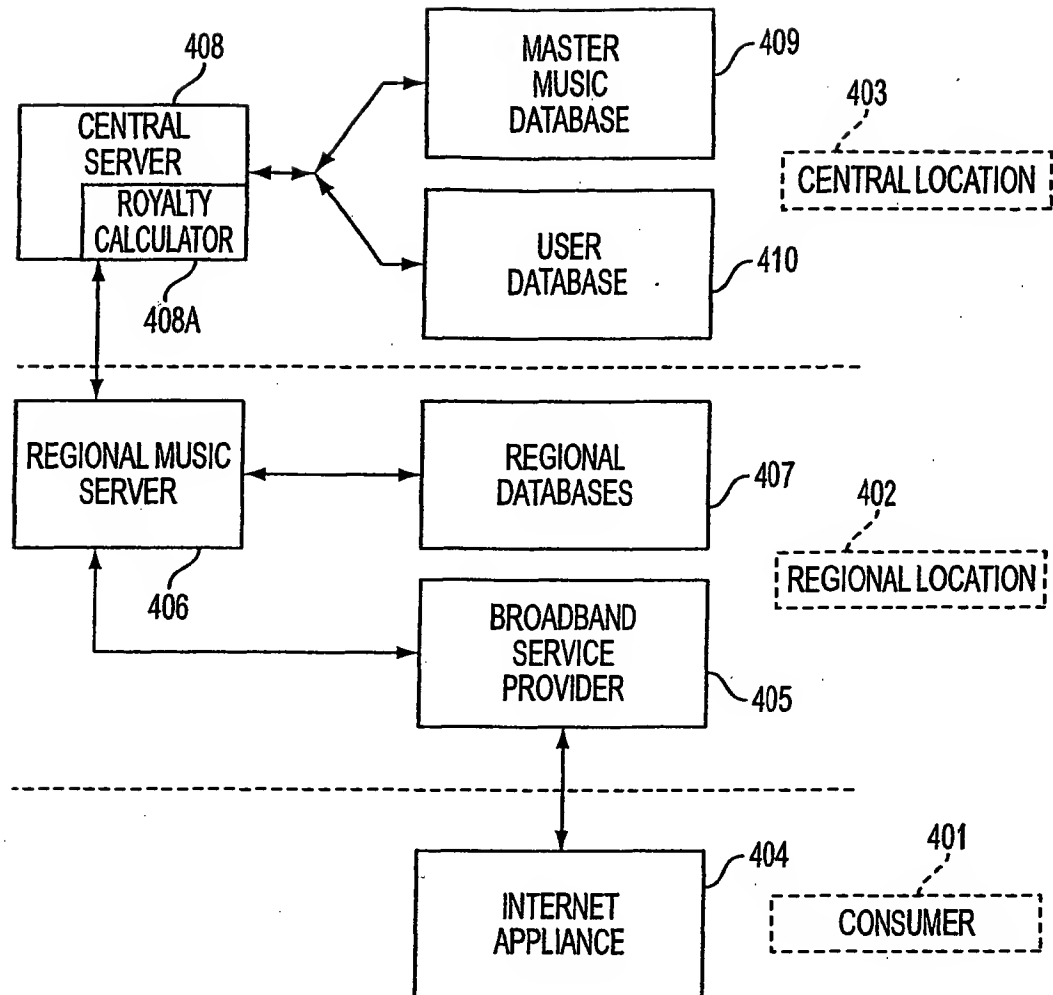 408
CENTRAL
SERVER
ROYALTY
CALCULATOR
408A
MASTER
MUSIC
DATABASE
409
403
CENTRAL LOCATION
USER
DATABASE
410
REGIONAL MUSIC
SERVER
406
REGIONAL
DATABASES
407
402
REGIONAL LOCATION
BROADBAND
SERVICE
PROVIDER
405
INTERNET
APPLIANCE
404
401
CONSUMER